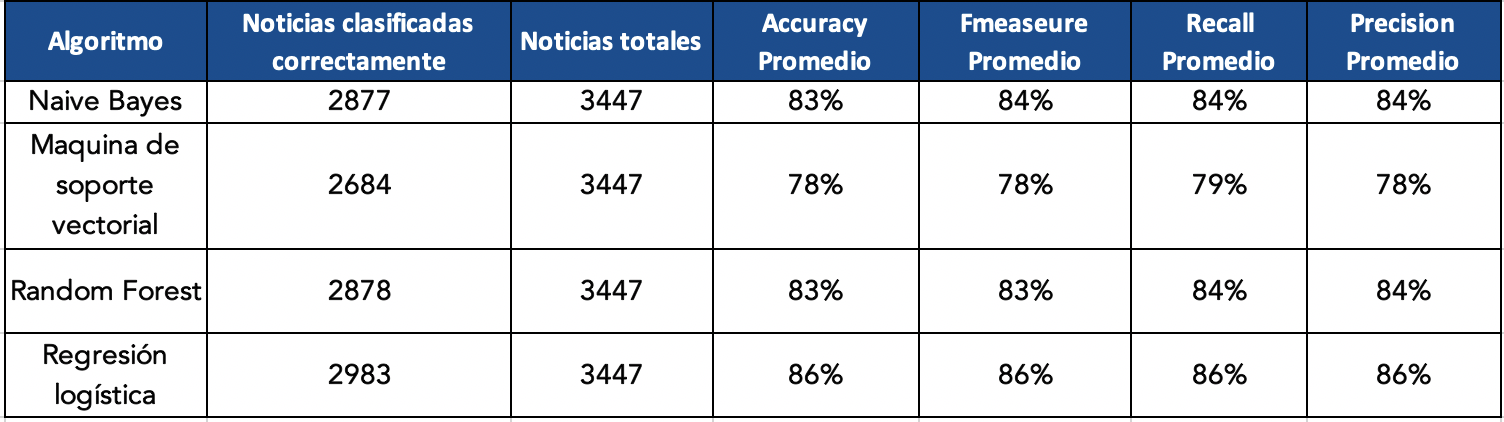 Algoritmo
Noticias clasificadas
correctamente
Noticias totales
Accuracy
Promedio
Fmeaseure
Promedio
Recall
Promedio
Precision
Promedio
Naive Bayes
2877
3447
83%
84%
84%
84%
Maquina de
soporte
vectorial
2684
3447
78%
78%
79%
78%
Random Forest
2878
3447
83%
83%
84%
84%
Regresión
logística
2983
3447
86%
86%
86%
86%